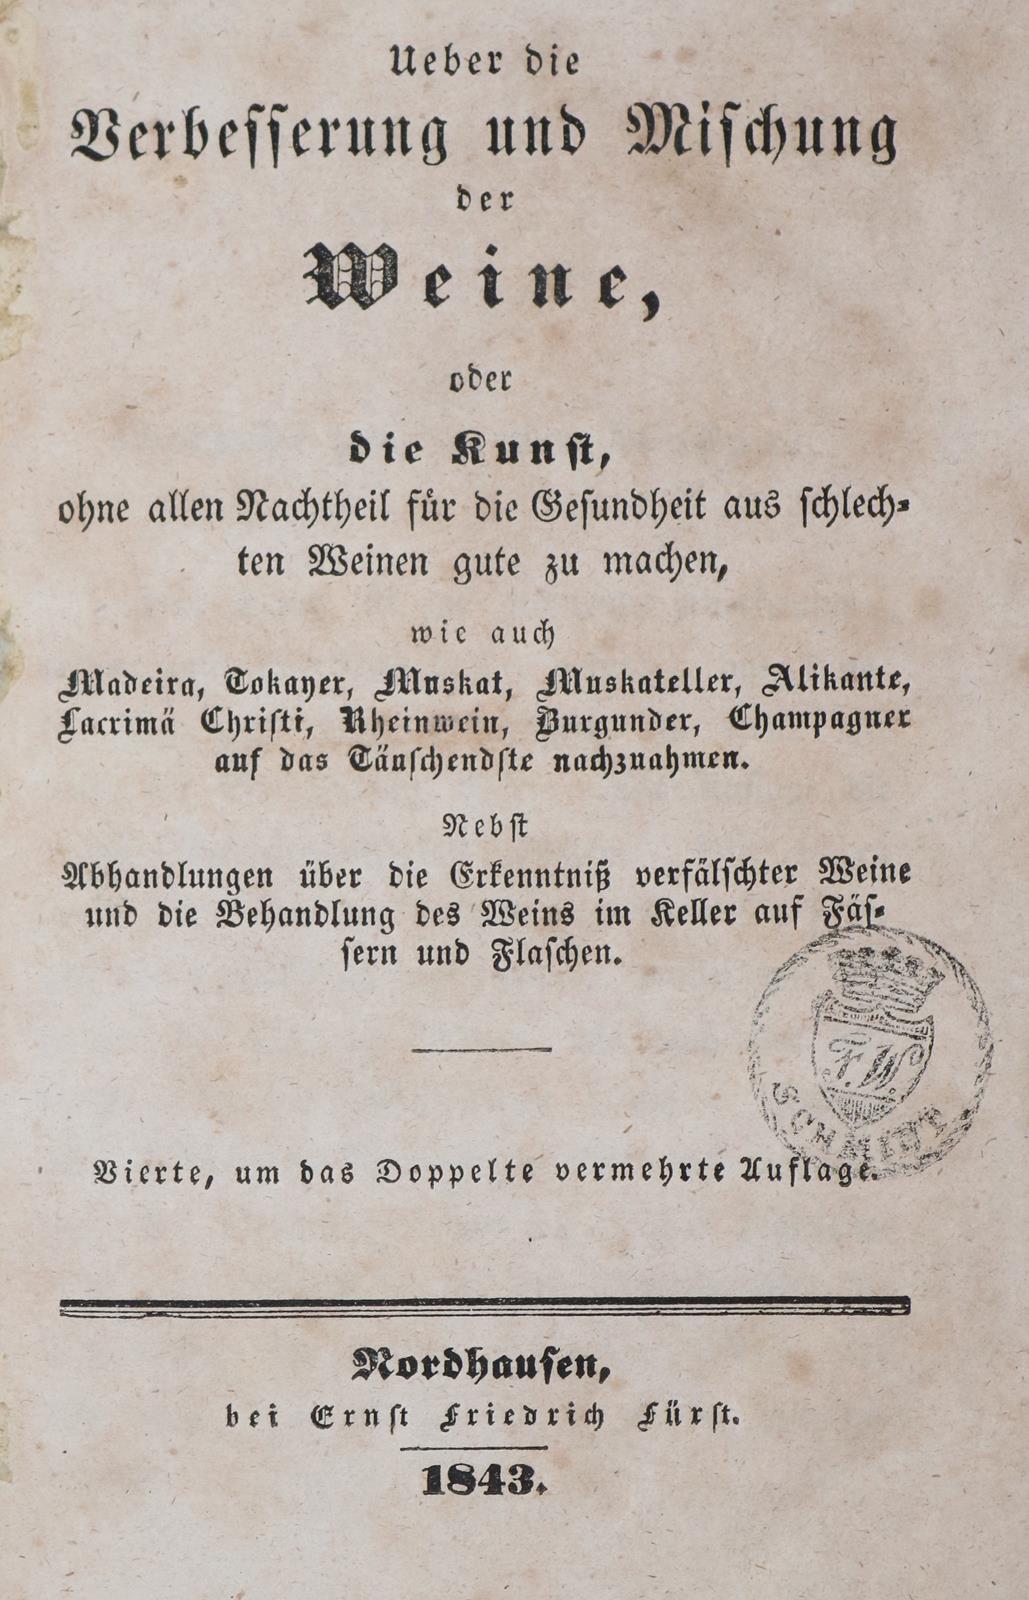 Ueber die
Verbesserung und Mischung
der
Weine,
oder
die Kunst,
ohne allen Nachtheil für die Gesundheit aus schlech-
ten Weinen gute zu machen,
wie auch
Madeira, Tokayer, Muskat, Muskateller, Alikante,
Lacrimä Christi, Rheinwein, Burgunder, Champagner
auf das Täuschendste nachzuahmen.
Nebst
Abhandlungen über die Erkenntniß verfälschter Weine
und die Behandlung des Weins im Keller auf Fäs-
sern und Flaschen.
F.W.
SCHMIDT
Vierte, um das Doppelte vermehrte Auflage.
Nordhausen,
bei Ernst Friedrich Fürst.
1843.